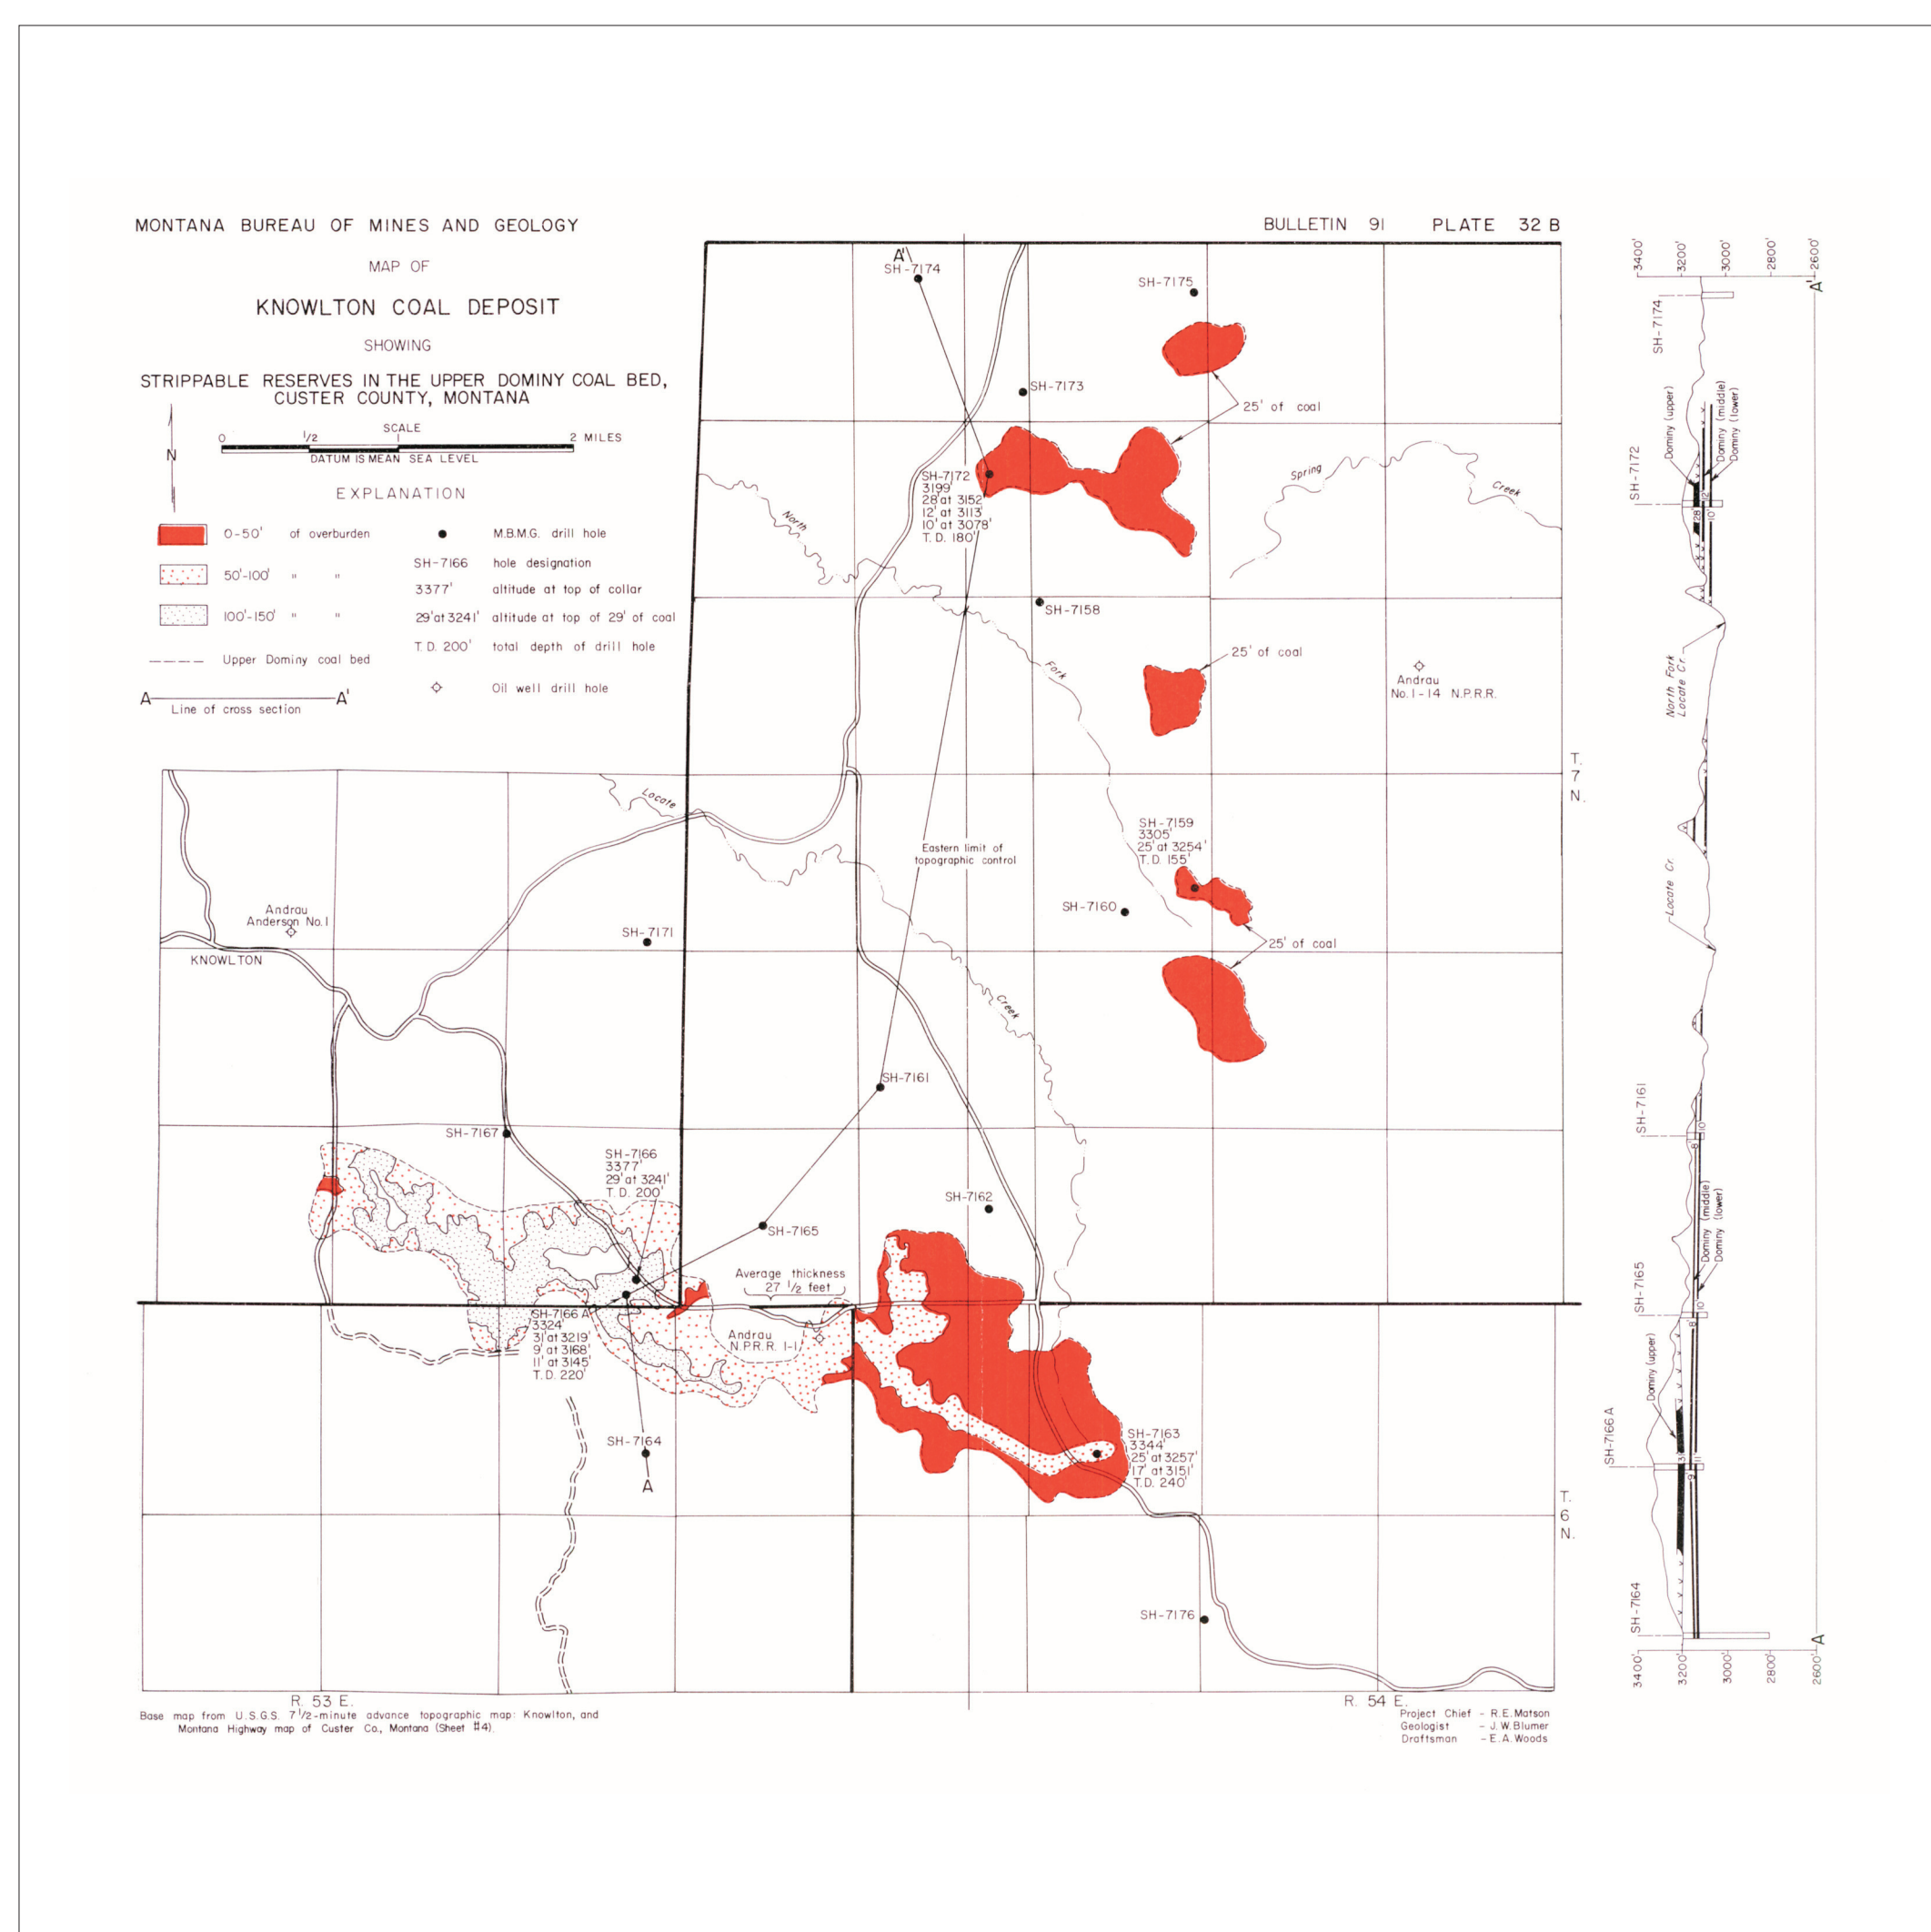 MONTANA BUREAU OF MINES AND GEOLOGY
BULLETIN 91 PLATE 32 B
MAP OF
KNOWLTON COAL DEPOSIT
SHOWING
STRIPPABLE RESERVES IN THE UPPER DOMINY COAL BED,
CUSTER COUNTY, MONTANA
SCALE
0 1/2 1 2 MILES
DATUM IS MEAN SEA LEVEL
N
EXPLANATION
0-50' of overburden
50'-100' " "
100'-150' " "
Upper Dominy coal bed
A A'
Line of cross section
M.B.M.G. drill hole
SH-7166 hole designation
3377' altitude at top of collar
29' at 3241' altitude at top of 29' of coal
T.D. 200' total depth of drill hole
Oil well drill hole
A'
SH-7174
SH-7175
SH-7173
25' of coal
SH-7172
3199'
28' at 3152'
12' at 3113'
10' at 3078'
T.D. 180'
North
Spring
Creek
SH-7158
Fork
25' of coal
Andrau
No. 1-14 N.P.R.R.
T.
7
N.
Locate
SH-7159
3305'
25' at 3254'
T.D. 155'
Eastern limit of
topographic control
Andrau
Anderson No. 1
SH-7160
SH-7171
25' of coal
KNOWLTON
Creek
SH-7161
SH-7167
SH-7166
3377'
29' at 3241'
T.D. 200'
SH-7162
SH-7165
Average thickness
27 1/2 feet
SH-7166 A
3324'
31' at 3219'
9' at 3168'
11' at 3145'
T.D. 220'
Andrau
N.P.R.R. 1-1
SH-7164
A
SH-7163
3344'
25' at 3257'
17' at 3151'
T.D. 240'
T.
6
N.
SH-7176
R. 53 E.
R. 54 E.
Base map from U.S.G.S. 7 1/2-minute advance topographic map: Knowlton, and
Montana Highway map of Custer Co., Montana (Sheet #4).
Project Chief - R.E. Matson
Geologist - J.W. Blumer
Draftsman - E.A. Woods
3400' 3200' 3000' 2800' 2600'
A'
SH-7174
Dominy (upper)
Dominy (middle)
Dominy (lower)
SH-7172
28' 12' 10'
North Fork
Locate Cr.
Locate Cr.
SH-7161
8' 10'
Dominy (middle)
Dominy (lower)
SH-7165
8' 10'
Dominy (upper)
SH-7166 A
31' 9' 11'
SH-7164
A
3400' 3200' 3000' 2800' 2600'